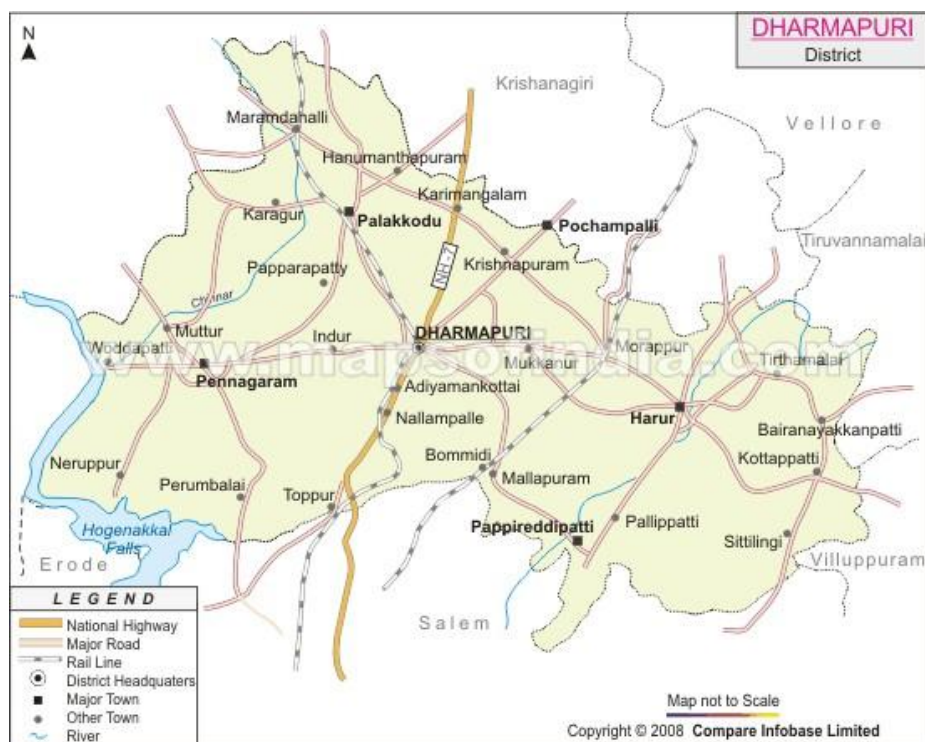 DHARMAPURI
District
N
Krishanagiri
Vellore
Maramdahalli
Hanumanthapuram
Karimangalam
Karagur
Palakkodu
Pochampalli
Tiruvannamalai
Papparapatty
NH-7
Krishnapuram
Chinnar
Muttur
Indur
DHARMAPURI
Woddapatti
Mukkanur
Morappur
Tirthamalai
www.mapsofindia.com
Pennagaram
Adiyamankottai
Nallampalle
Harur
Bairanayakkanpatti
Neruppur
Bommidi
Kottappatti
Perumbalai
Toppur
Mallapuram
Hogenakkal
Falls
Pappireddipatti
Pallippatti
Sittilingi
Erode
Villuppuram
Salem
LEGEND
National Highway
Major Road
Rail Line
District Headquaters
Major Town
Other Town
River
Map not to Scale
Copyright © 2008 Compare Infobase Limited